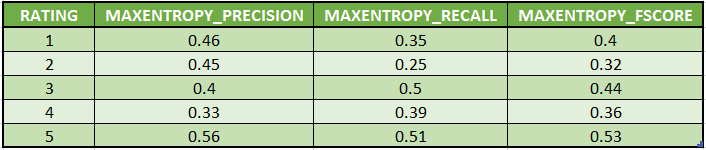 RATING MAXENTROPY_PRECISION MAXENTROPY_RECALL MAXENTROPY_FSCORE
1 0.46 0.35 0.4
2 0.45 0.25 0.32
3 0.4 0.5 0.44
4 0.33 0.39 0.36
5 0.56 0.51 0.53